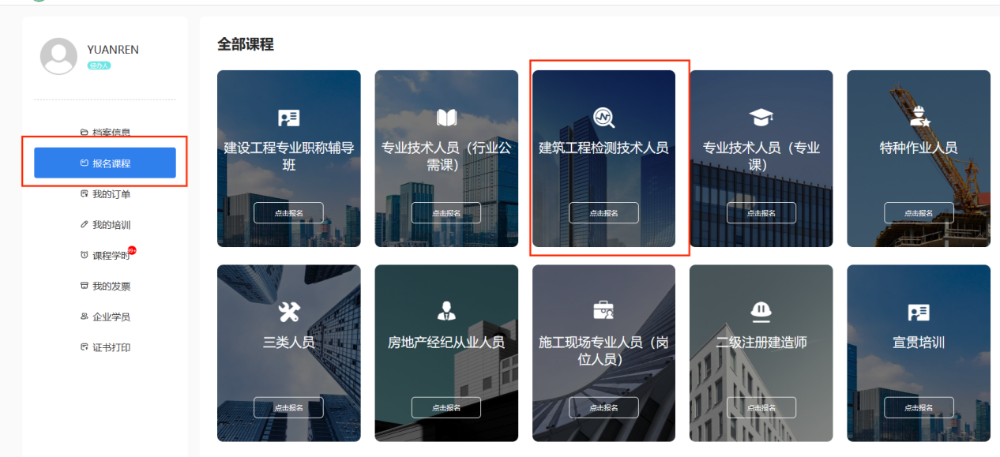 YUANREN
经办人
档案信息
报名课程
我的订单
我的培训
课程学时
99+
我的发票
企业学员
证书打印
全部课程
建设工程专业职称辅导
班
点击报名
专业技术人员（行业公
需课）
点击报名
建筑工程检测技术人员
点击报名
专业技术人员（专业
课）
点击报名
特种作业人员
点击报名
三类人员
点击报名
房地产经纪从业人员
点击报名
施工现场专业人员（岗
位人员）
点击报名
二级注册建造师
点击报名
宣贯培训
点击报名